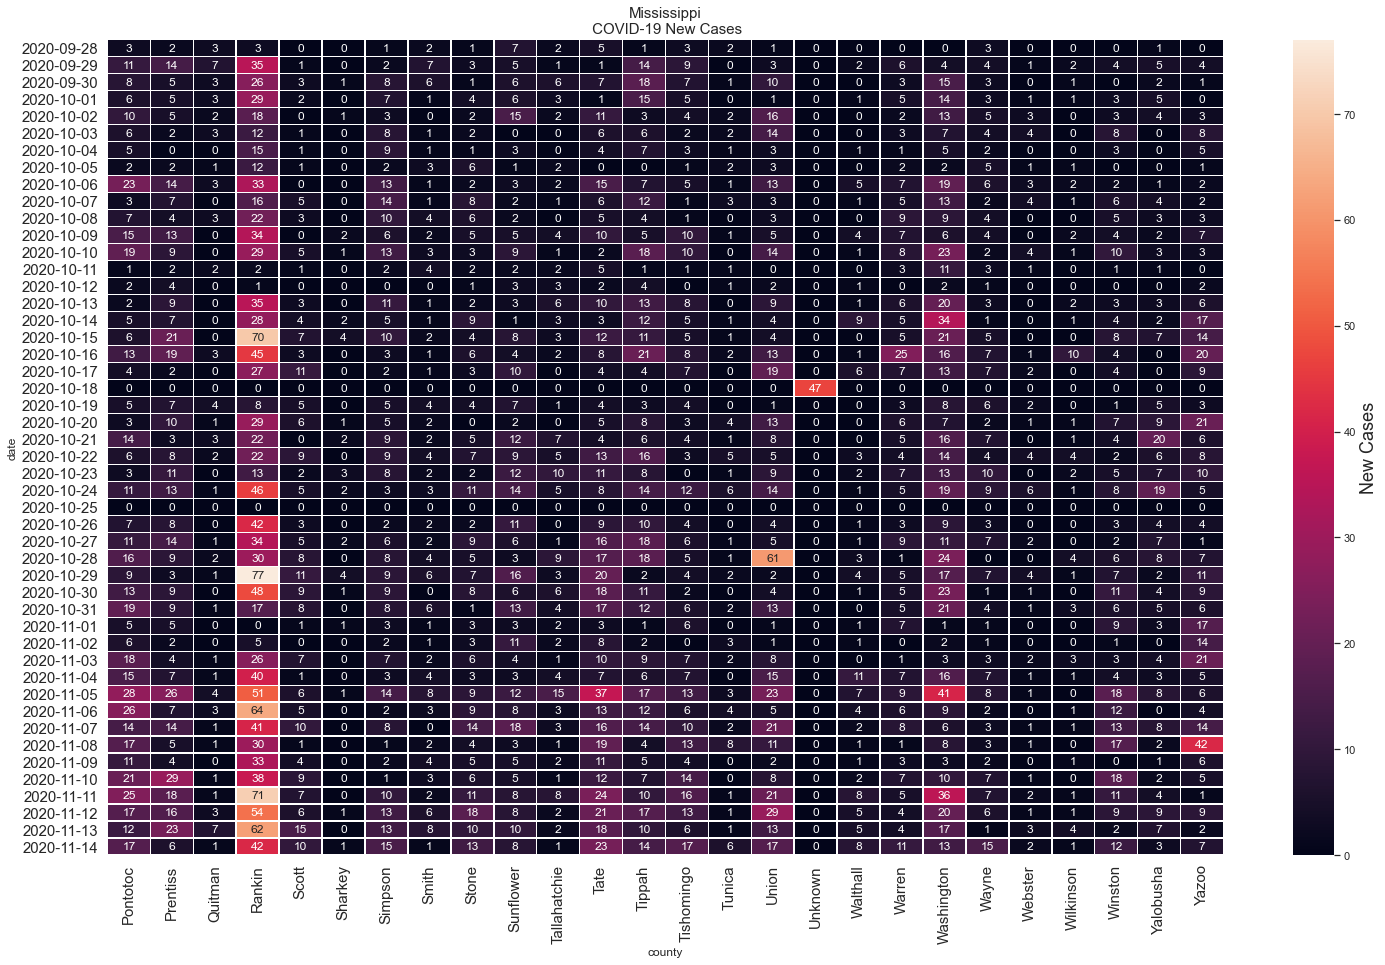 Mississippi
COVID-19 New Cases
2020-09-28 3 2 3 3 0 0 1 2 1 7 2 5 1 3 2 1 0 0 0 0 3 0 0 0 1 0
2020-09-29 11 14 7 35 1 0 2 7 3 5 1 1 14 9 0 3 0 2 6 4 4 1 2 4 5 4
2020-09-30 8 5 3 26 3 1 8 6 1 6 6 7 18 7 1 10 0 0 3 15 3 0 1 0 2 1
2020-10-01 6 5 3 29 2 0 7 1 4 6 3 1 15 5 0 1 0 1 5 14 3 1 1 3 5 0
2020-10-02 10 5 2 18 0 1 3 0 2 15 2 11 3 4 2 16 0 0 2 13 5 3 0 3 4 3
2020-10-03 6 2 3 12 1 0 8 1 2 0 0 6 6 2 2 14 0 0 3 7 4 4 0 8 0 8
2020-10-04 5 0 0 15 1 0 9 1 1 3 0 4 7 3 1 3 0 1 1 5 2 0 0 3 0 5
2020-10-05 2 2 1 12 1 0 2 3 6 1 2 0 0 1 2 3 0 0 2 2 5 1 1 0 0 1
2020-10-06 23 14 3 33 0 0 13 1 2 3 2 15 7 5 1 13 0 5 7 19 6 3 2 2 1 2
2020-10-07 3 7 0 16 5 0 14 1 8 2 1 6 12 1 3 3 0 1 5 13 2 4 1 6 4 2
2020-10-08 7 4 3 22 3 0 10 4 6 2 0 5 4 1 0 3 0 0 9 9 4 0 0 5 3 3
2020-10-09 15 13 0 34 0 2 6 2 5 5 4 10 5 10 1 5 0 4 7 6 4 0 2 4 2 7
2020-10-10 19 9 0 29 5 1 13 3 3 9 1 2 18 10 0 14 0 1 8 23 2 4 1 10 3 3
2020-10-11 1 2 2 2 1 0 2 4 2 2 2 5 1 1 1 0 0 0 3 11 3 1 0 1 1 0
2020-10-12 2 4 0 1 0 0 0 0 1 3 3 2 4 0 1 2 0 1 0 2 1 0 0 0 0 2
2020-10-13 2 9 0 35 3 0 11 1 2 3 6 10 13 8 0 9 0 1 6 20 3 0 2 3 3 6
2020-10-14 5 7 0 28 4 2 5 1 9 1 3 3 12 5 1 4 0 9 5 34 1 0 1 4 2 17
2020-10-15 6 21 0 70 7 4 10 2 4 8 3 12 11 5 1 4 0 0 5 21 5 0 0 8 7 14
2020-10-16 13 19 3 45 3 0 3 1 6 4 2 8 21 8 2 13 0 1 25 16 7 1 10 4 0 20
2020-10-17 4 2 0 27 11 0 2 1 3 10 0 4 4 7 0 19 0 6 7 13 7 2 0 4 0 9
2020-10-18 0 0 0 0 0 0 0 0 0 0 0 0 0 0 0 0 47 0 0 0 0 0 0 0 0 0
2020-10-19 5 7 4 8 5 0 5 4 4 7 1 4 3 4 0 1 0 0 3 8 6 2 0 1 5 3
2020-10-20 3 10 1 29 6 1 5 2 0 2 0 5 8 3 4 13 0 0 6 7 2 1 1 7 9 21
2020-10-21 14 3 3 22 0 2 9 2 5 12 7 4 6 4 1 8 0 0 5 16 7 0 1 4 20 6
2020-10-22 6 8 2 22 9 0 9 4 7 9 5 13 16 3 5 5 0 3 4 14 4 4 4 2 6 8
2020-10-23 3 11 0 13 2 3 8 2 2 12 10 11 8 0 1 9 0 2 7 13 10 0 2 5 7 10
2020-10-24 11 13 1 46 5 2 3 3 11 14 5 8 14 12 6 14 0 1 5 19 9 6 1 8 19 5
2020-10-25 0 0 0 0 0 0 0 0 0 0 0 0 0 0 0 0 0 0 0 0 0 0 0 0 0 0
2020-10-26 7 8 0 42 3 0 2 2 2 11 0 9 10 4 0 4 0 1 3 9 3 0 0 3 4 4
2020-10-27 11 14 1 34 5 2 6 2 9 6 1 16 18 6 1 5 0 1 9 11 7 2 0 2 7 1
2020-10-28 16 9 2 30 8 0 8 4 5 3 9 17 18 5 1 61 0 3 1 24 0 0 4 6 8 7
2020-10-29 9 3 1 77 11 4 9 6 7 16 3 20 2 4 2 2 0 4 5 17 7 4 1 7 2 11
2020-10-30 13 9 0 48 9 1 9 0 8 6 6 18 11 2 0 4 0 1 5 23 1 1 0 11 4 9
2020-10-31 19 9 1 17 8 0 8 6 1 13 4 17 12 6 2 13 0 0 5 21 4 1 3 6 5 6
2020-11-01 5 5 0 0 1 1 3 1 3 3 2 3 1 6 0 1 0 1 7 1 1 0 0 9 3 17
2020-11-02 6 2 0 5 0 0 2 1 3 11 2 8 2 0 3 1 0 1 0 2 1 0 0 1 0 14
2020-11-03 18 4 1 26 7 0 7 2 6 4 1 10 9 7 2 8 0 0 1 3 3 2 3 3 4 21
2020-11-04 15 7 1 40 1 0 3 4 3 3 4 7 6 7 0 15 0 11 7 16 7 1 1 4 3 5
2020-11-05 28 26 4 51 6 1 14 8 9 12 15 37 17 13 3 23 0 7 9 41 8 1 0 18 8 6
2020-11-06 26 7 3 64 5 0 2 3 9 8 3 13 12 6 4 5 0 4 6 9 2 0 1 12 0 4
2020-11-07 14 14 1 41 10 0 8 0 14 18 3 16 14 10 2 21 0 2 8 6 3 1 1 13 8 14
2020-11-08 17 5 1 30 1 0 1 2 4 3 1 19 4 13 8 11 0 1 1 8 3 1 0 17 2 42
2020-11-09 11 4 0 33 4 0 2 4 5 5 2 11 5 4 0 2 0 1 3 3 2 0 1 0 1 6
2020-11-10 21 29 1 38 9 0 1 3 6 5 1 12 7 14 0 8 0 2 7 10 7 1 0 18 2 5
2020-11-11 25 18 1 71 7 0 10 2 11 8 8 24 10 16 1 21 0 8 5 36 7 2 1 11 4 1
2020-11-12 17 16 3 54 6 1 13 6 18 8 2 21 17 13 1 29 0 5 4 20 6 1 1 9 9 9
2020-11-13 12 23 7 62 15 0 13 8 10 10 2 18 10 6 1 13 0 5 4 17 1 3 4 2 7 2
2020-11-14 17 6 1 42 10 1 15 1 13 8 1 23 14 17 6 17 0 8 11 13 15 2 1 12 3 7
Pontotoc Prentiss Quitman Rankin Scott Sharkey Simpson Smith Stone Sunflower Tallahatchie Tate Tippah Tishomingo Tunica Union Unknown Walthall Warren Washington Wayne Webster Wilkinson Winston Yalobusha Yazoo
county
date
70
60
50
40
30
20
10
0
New Cases